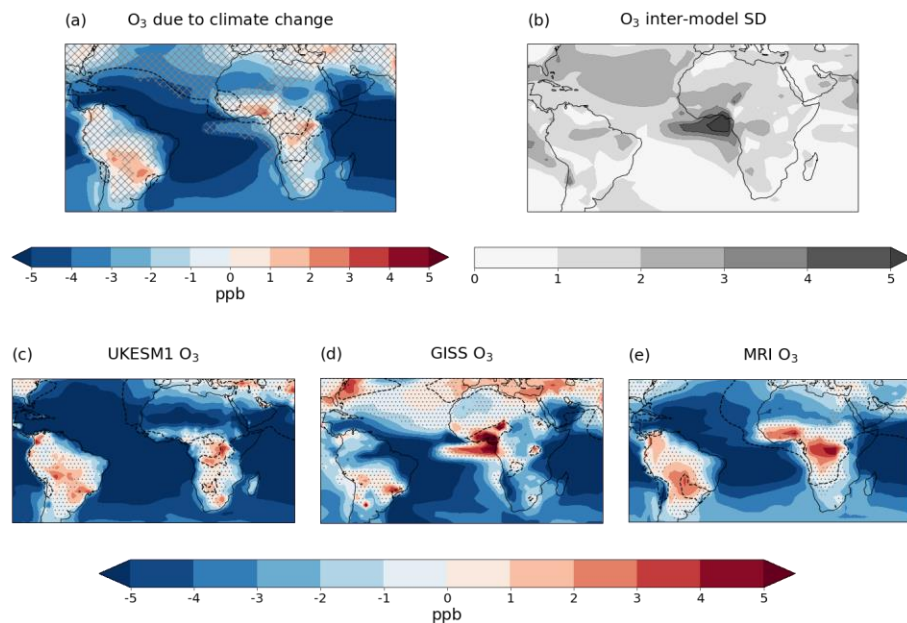 (a) O₃ due to climate change
(b) O₃ inter-model SD
-5 -4 -3 -2 -1 0 1 2 3 4 5
ppb
0 1 2 3 4 5
(c) UKESM1 O₃
(d) GISS O₃
(e) MRI O₃
-5 -4 -3 -2 -1 0 1 2 3 4 5
ppb